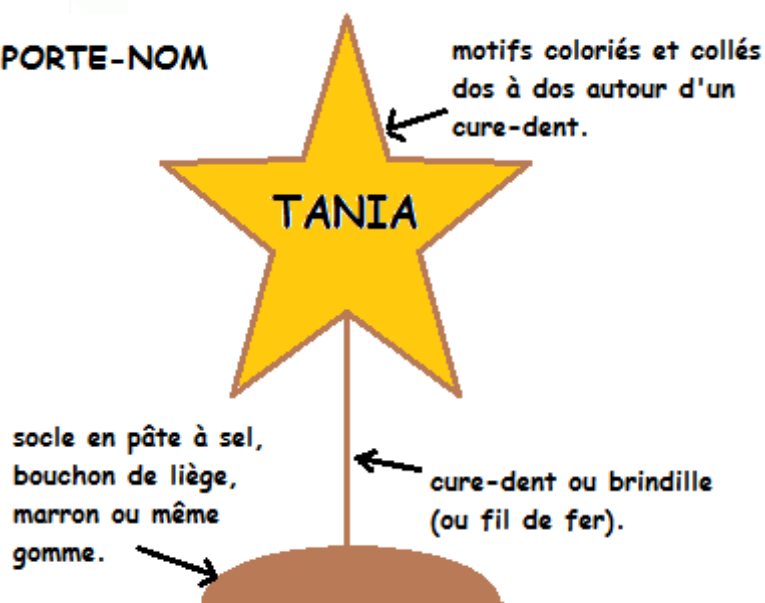 PORTE-NOM
motifs coloriés et collés
dos à dos autour d'un
cure-dent.
TANIA
socle en pâte à sel,
bouchon de liège,
marron ou même
gomme.
cure-dent ou brindille
(ou fil de fer).